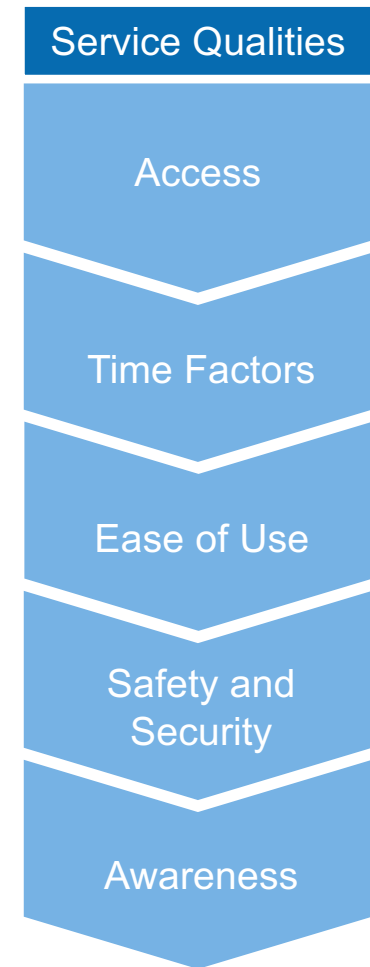 Service Qualities
Access
Time Factors
Ease of Use
Safety and
Security
Awareness